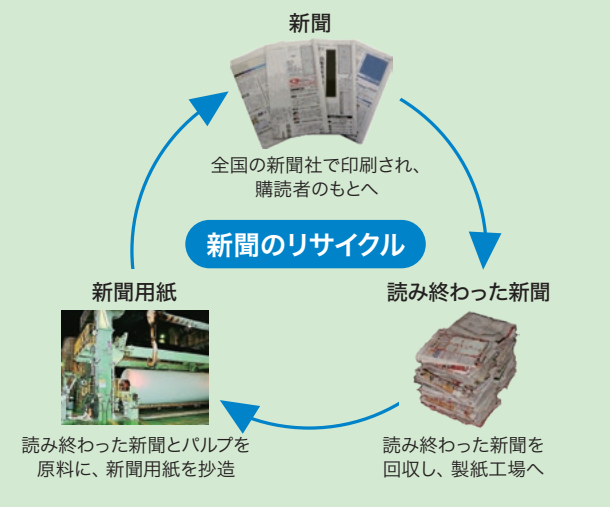 新聞
全国の新聞社で印刷され、
購読者のもとへ
新聞のリサイクル
新聞用紙
読み終わった新聞とパルプを
原料に、新聞用紙を抄造
読み終わった新聞
読み終わった新聞を
回収し、製紙工場へ